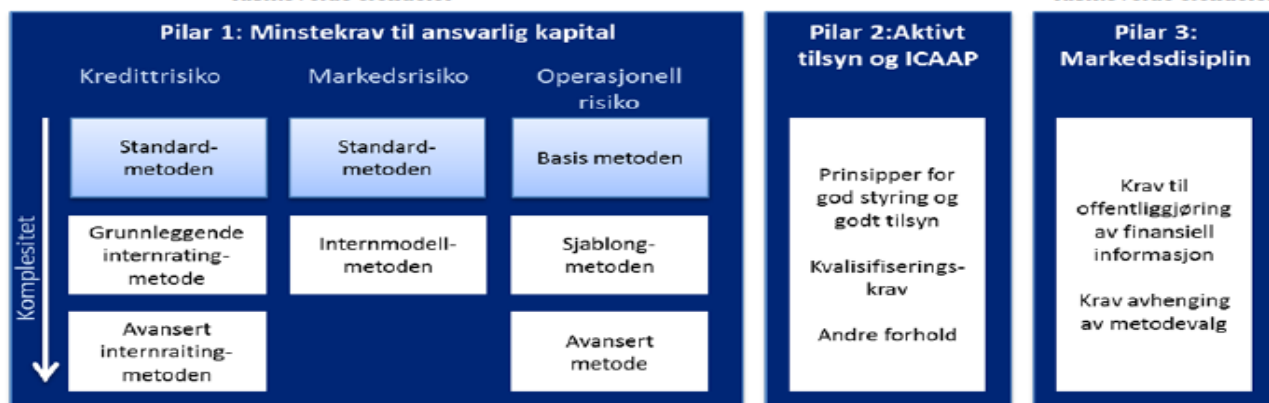 Pilar 1: Minstekrav til ansvarlig kapital
Kredittrisiko
Markedsrisiko
Operasjonell
risiko
Komplesitet
Standard-
metoden
Standard-
metoden
Basis metoden
Grunnleggende
internrating-
metode
Internmodell-
metoden
Sjablong-
metoden
Avansert
internraiting-
metoden
Avansert
metode
Pilar 2:Aktivt
tilsyn og ICAAP
Prinsipper for
god styring og
godt tilsyn
Kvalisifiserings-
krav
Andre forhold
Pilar 3:
Markedsdisiplin
Krav til
offentliggjøring
av finansiell
informasjon
Krav avhenging
av metodevalg